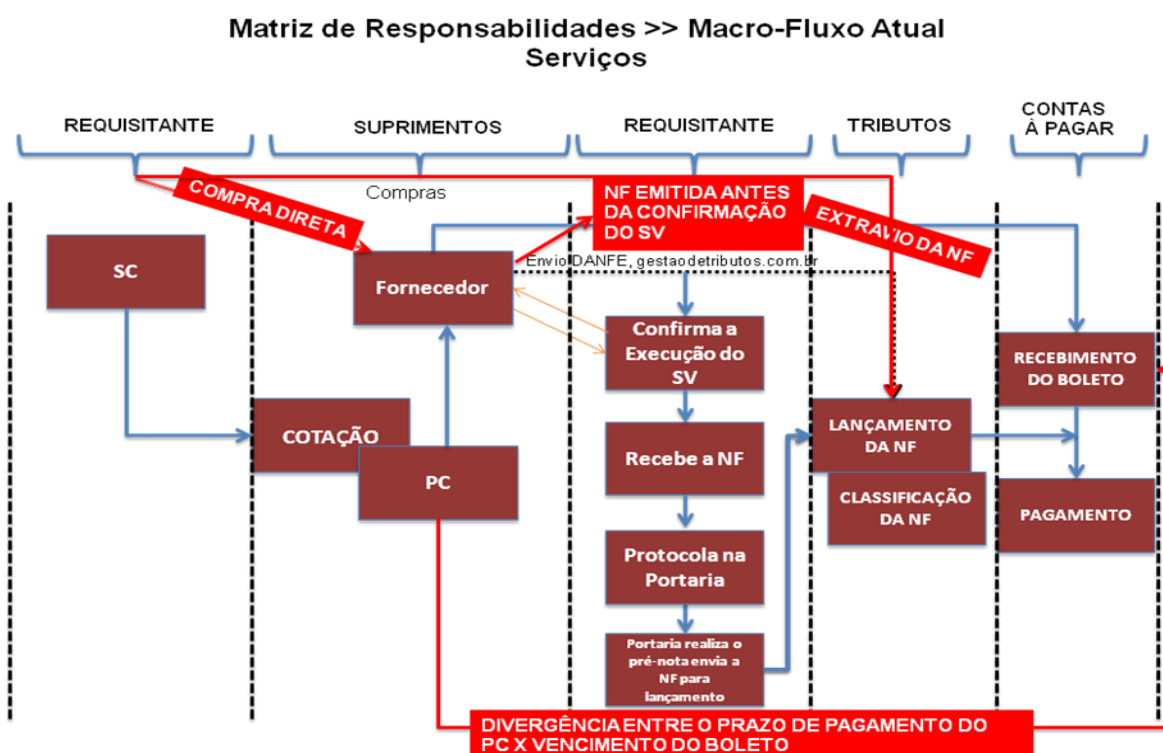 Matriz de Responsabilidades >> Macro-Fluxo Atual
Serviços
REQUISITANTE
SUPRIMENTOS
REQUISITANTE
TRIBUTOS
CONTAS
À PAGAR
Compras
COMPRA DIRETA
NF EMITIDA ANTES
DA CONFIRMAÇÃO
DO SV
EXTRAVIO DA NF
Envio DANFE, gestaodetributos.com.br
SC
Fornecedor
Confirma a
Execução do
SV
RECEBIMENTO
DO BOLETO
COTAÇÃO
PC
Recebe a NF
LANÇAMENTO
DA NF
CLASSIFICAÇÃO
DA NF
PAGAMENTO
Protocola na
Portaria
Portaria realiza o
pré-nota envia a
NF para
lançamento
DIVERGÊNCIA ENTRE O PRAZO DE PAGAMENTO DO
PC X VENCIMENTO DO BOLETO